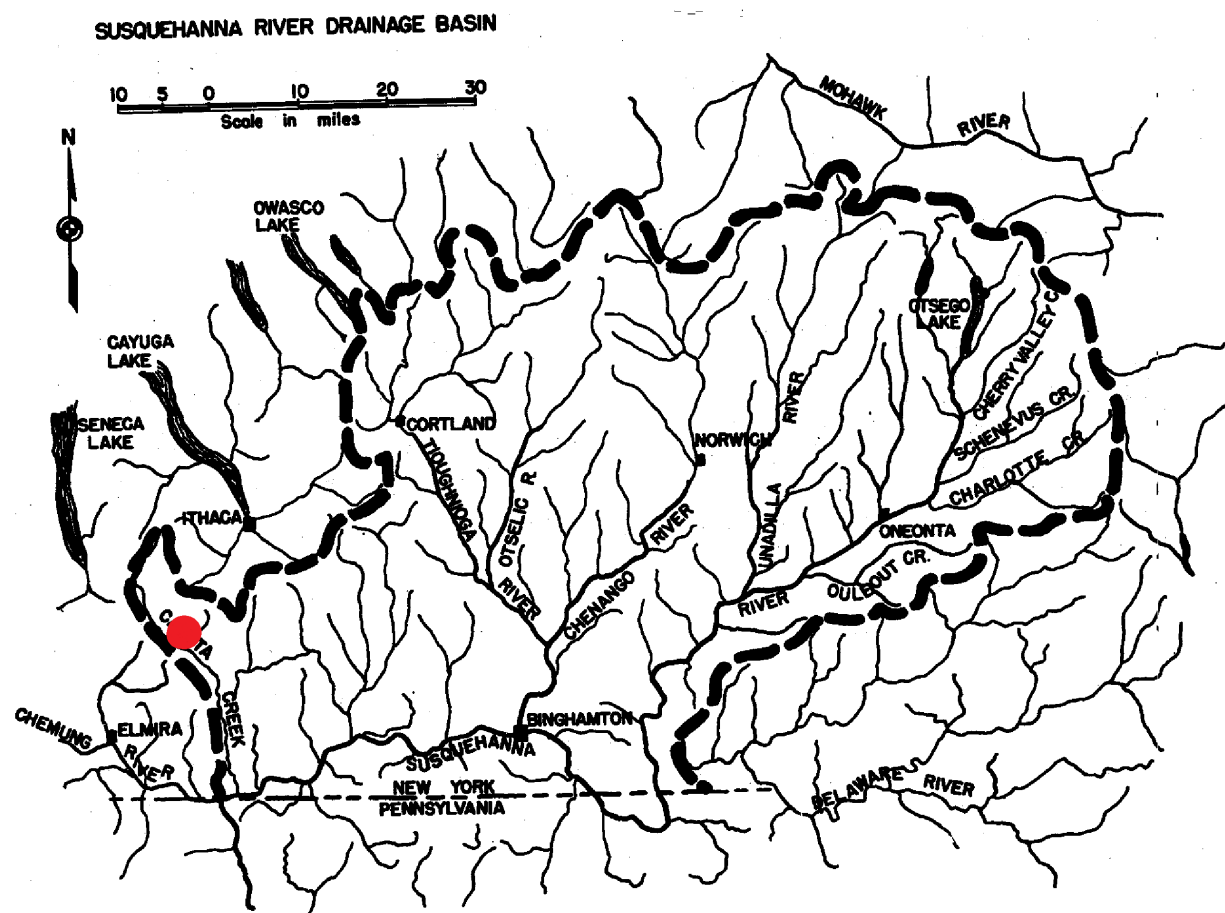 SUSQUEHANNA RIVER DRAINAGE BASIN
10 5 0 10 20 30
Scale in miles
N
MOHAWK
RIVER
OWASCO
LAKE
OTSEGO
LAKE
CAYUGA
LAKE
CHERRY VALLEY C.
SENECA
LAKE
CORTLAND
RIVER
SCHENEVUS CR.
NORWICH
TIOUGHNIOGA
RIVER
OTSELIC R.
CHARLOTTE CR.
ITHACA
UNADILLA
ONEONTA
OULEOUT CR.
RIVER
CHENANGO
RIVER
CREEK
CHEMUNG
RIVER
ELMIRA
BINGHAMTON
SUSQUEHANNA
NEW YORK
PENNSYLVANIA
DELAWARE RIVER